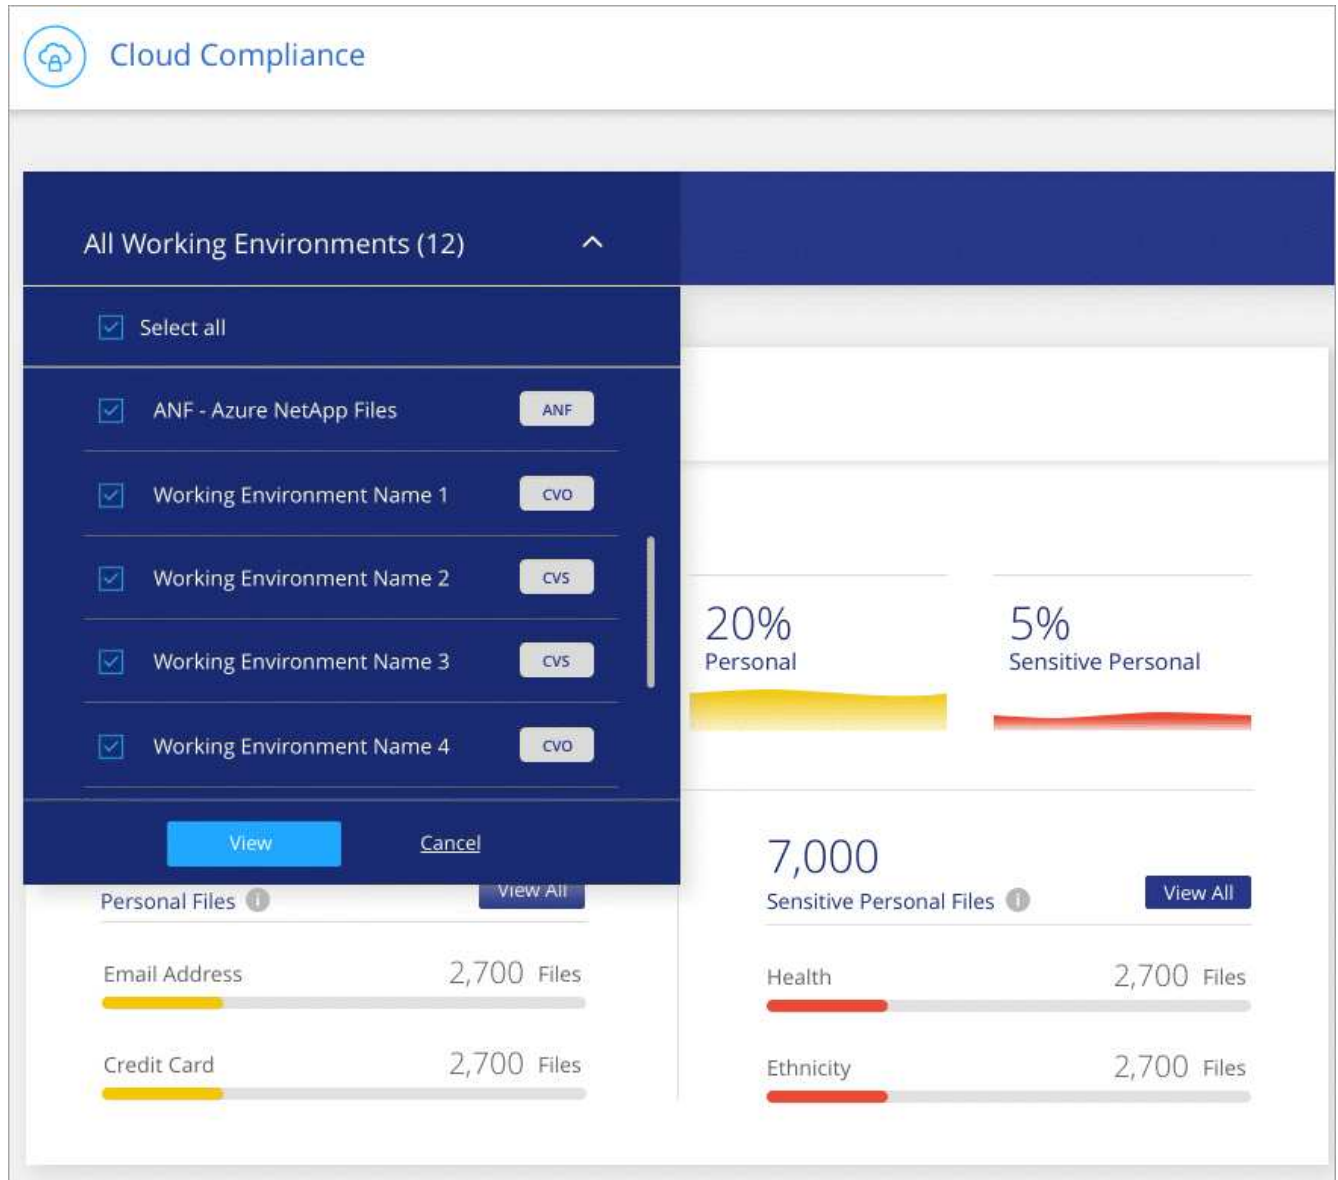 Cloud Compliance
All Working Environments (12)
Select all
ANF - Azure NetApp Files ANF
Working Environment Name 1 CVO
Working Environment Name 2 CVS
Working Environment Name 3 CVS
Working Environment Name 4 CVO
View Cancel
20%
Personal
5%
Sensitive Personal
Personal Files View All
Email Address 2,700 Files
Credit Card 2,700 Files
7,000
Sensitive Personal Files View All
Health 2,700 Files
Ethnicity 2,700 Files